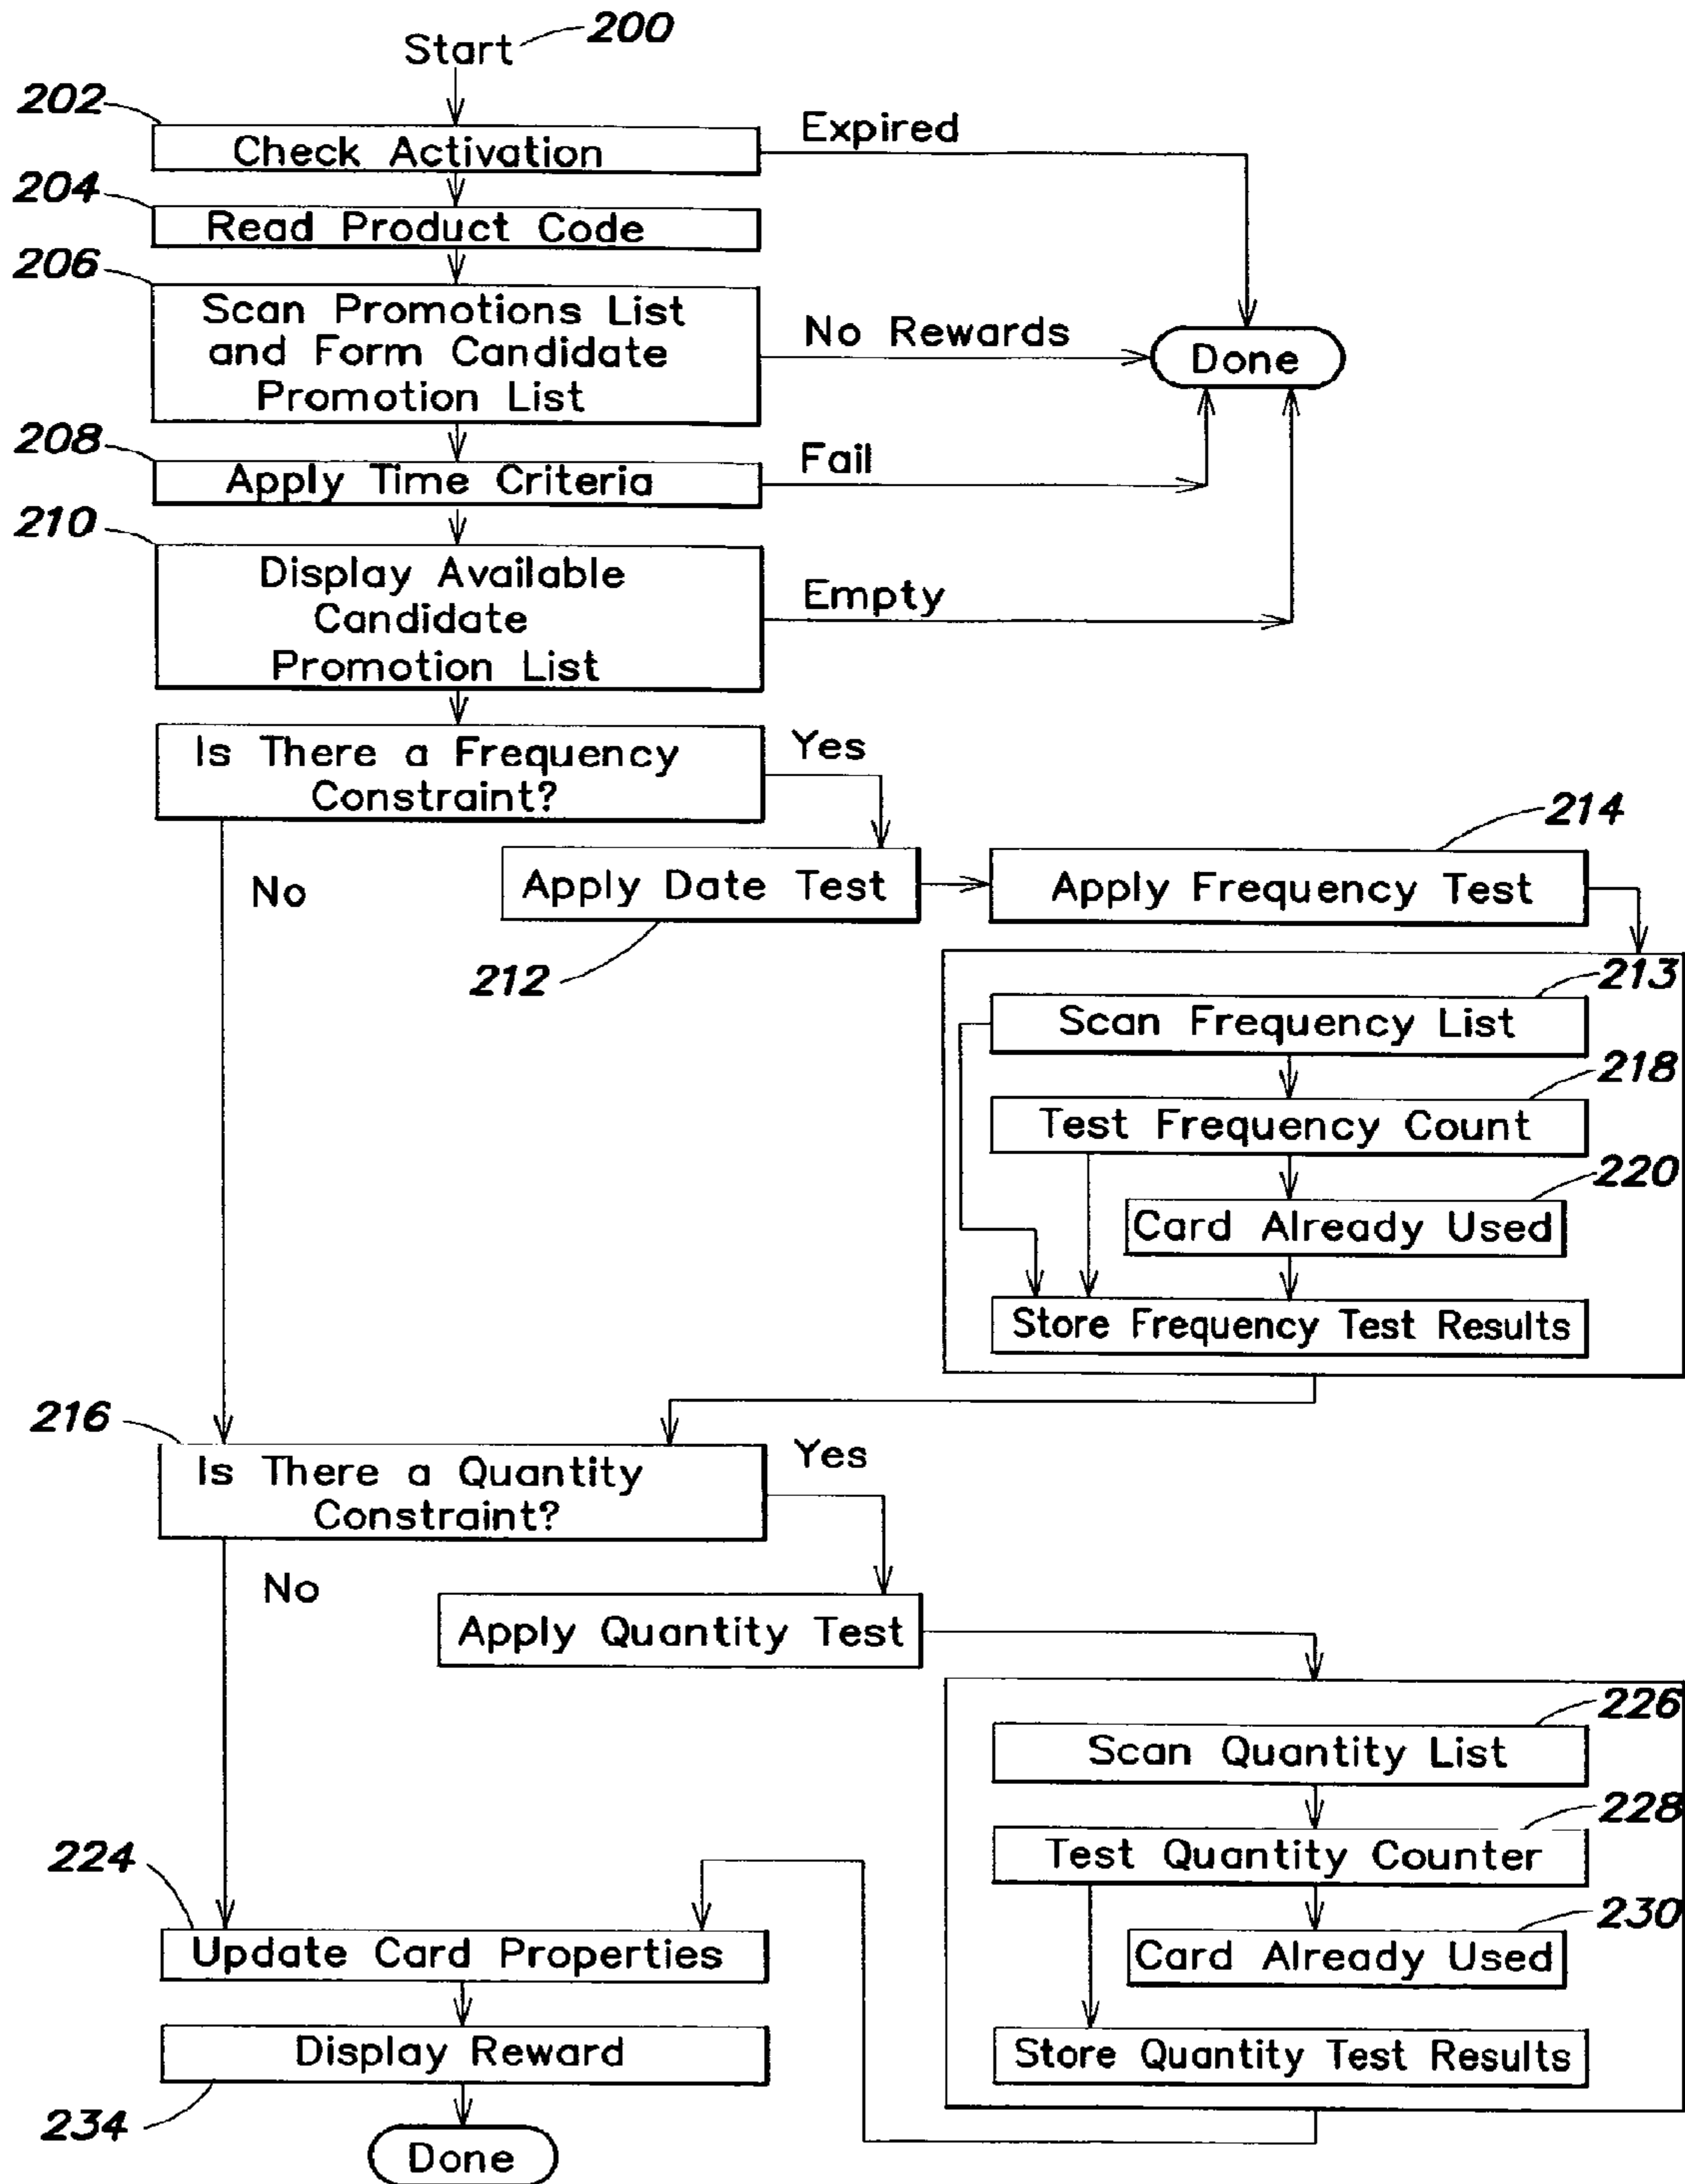 Start
200
202
Check Activation
Expired
204
Read Product Code
206
Scan Promotions List
and Form Candidate
Promotion List
No Rewards
Done
208
Apply Time Criteria
Fail
210
Display Available
Candidate
Promotion List
Empty
Is There a Frequency
Constraint?
Yes
No
Apply Date Test
212
214
Apply Frequency Test
213
Scan Frequency List
218
Test Frequency Count
220
Card Already Used
Store Frequency Test Results
216
Is There a Quantity
Constraint?
Yes
No
Apply Quantity Test
226
Scan Quantity List
228
Test Quantity Counter
230
Card Already Used
Store Quantity Test Results
224
Update Card Properties
Display Reward
234
Done